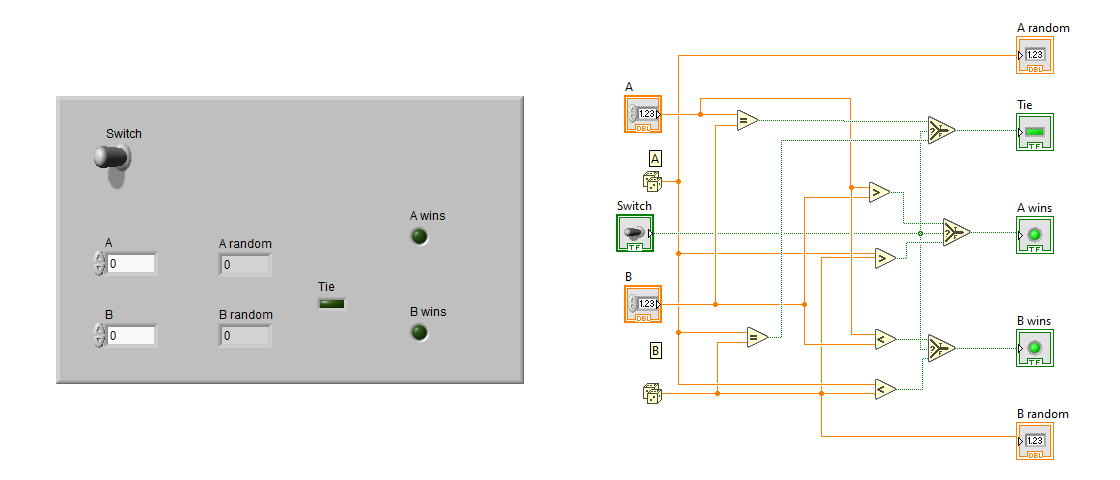 Switch
A wins
A
A random
0
0
Tie
B
B random
B wins
0
0
A random
1.23
DBL
A
1.23
DBL
=
Tie
T
?
F
TF
A
>
Switch
TF
A wins
T
?
F
TF
>
B
1.23
DBL
B wins
=
<
T
?
F
TF
B
<
B random
1.23
DBL